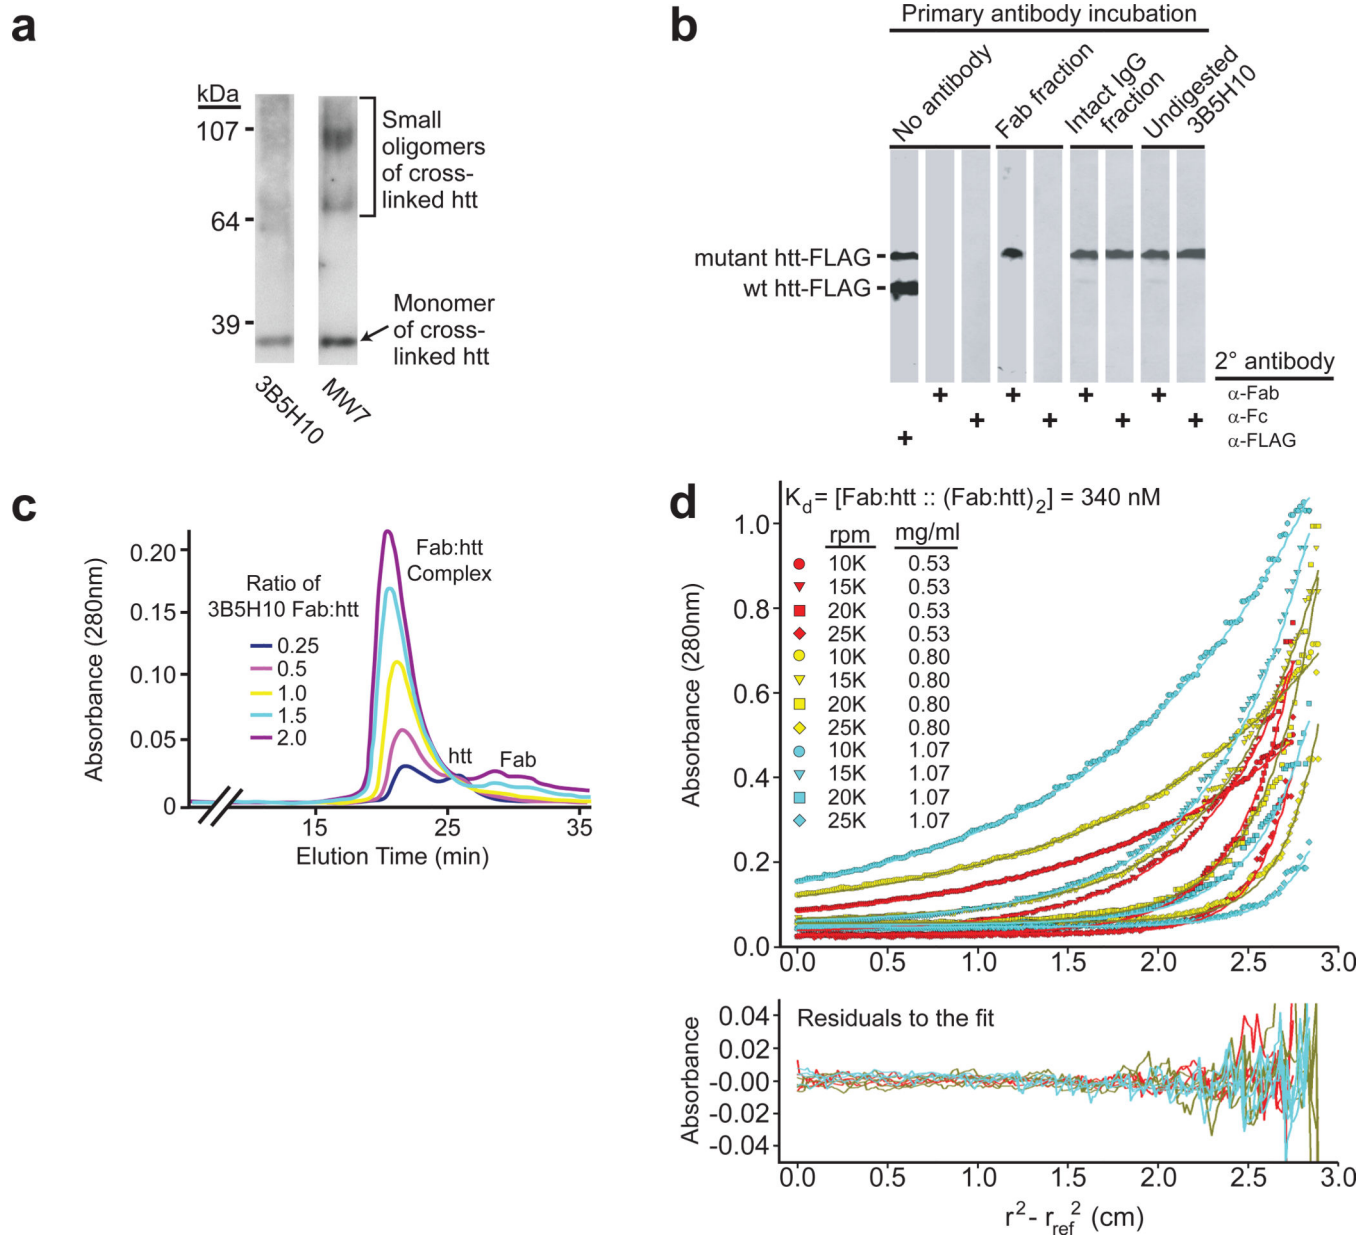 a
kDa
107
64
39
Small
oligomers
of cross-
linked htt
Monomer
of cross-
linked htt
3B5H10
MW7
b
Primary antibody incubation
No antibody
Fab fraction
Intact IgG
fraction
Undigested
3B5H10
mutant htt-FLAG
wt htt-FLAG
2° antibody
+ + + + α-Fab
+ + + + α-Fc
+ α-FLAG
c
Absorbance (280nm)
0.20
0.15
0.10
0.05
0
Ratio of
3B5H10 Fab:htt
0.25
0.5
1.0
1.5
2.0
Fab:htt
Complex
htt
Fab
15 25 35
Elution Time (min)
d
Kd = [Fab:htt :: (Fab:htt)2] = 340 nM
rpm mg/ml
10K 0.53
15K 0.53
20K 0.53
25K 0.53
10K 0.80
15K 0.80
20K 0.80
25K 0.80
10K 1.07
15K 1.07
20K 1.07
25K 1.07
Absorbance (280nm)
1.0
0.8
0.6
0.4
0.2
0.0
0.0 0.5 1.0 1.5 2.0 2.5 3.0
Residuals to the fit
Absorbance
0.04
0.02
-0.00
-0.02
-0.04
0.0 0.5 1.0 1.5 2.0 2.5 3.0
r² - rref² (cm)